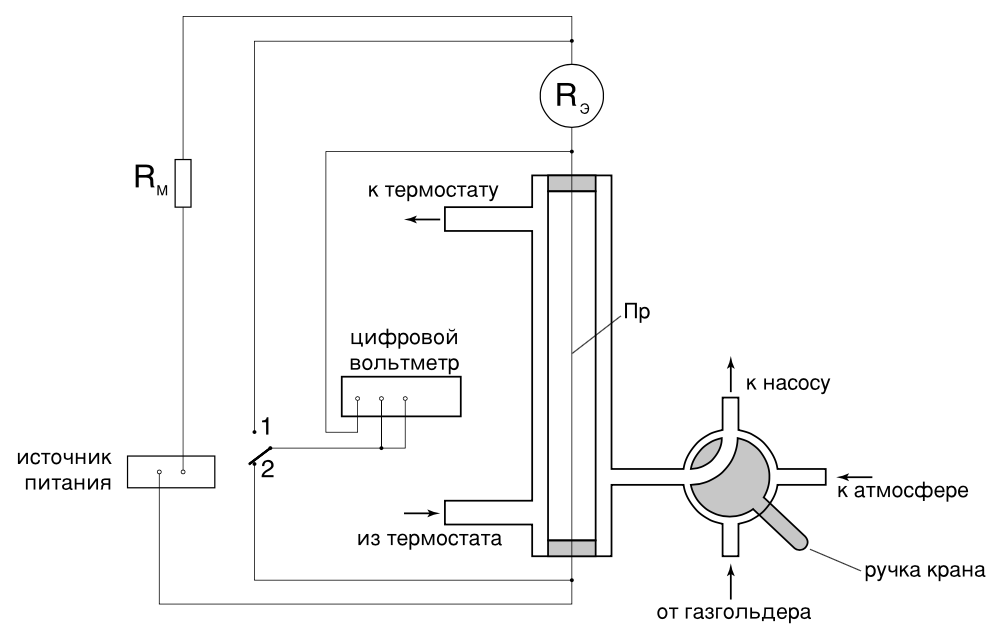 Rэ
Rм
к термостату
Пр
цифровой
вольтметр
к насосу
1
2
источник
питания
к атмосфере
из термостата
ручка крана
от газгольдера